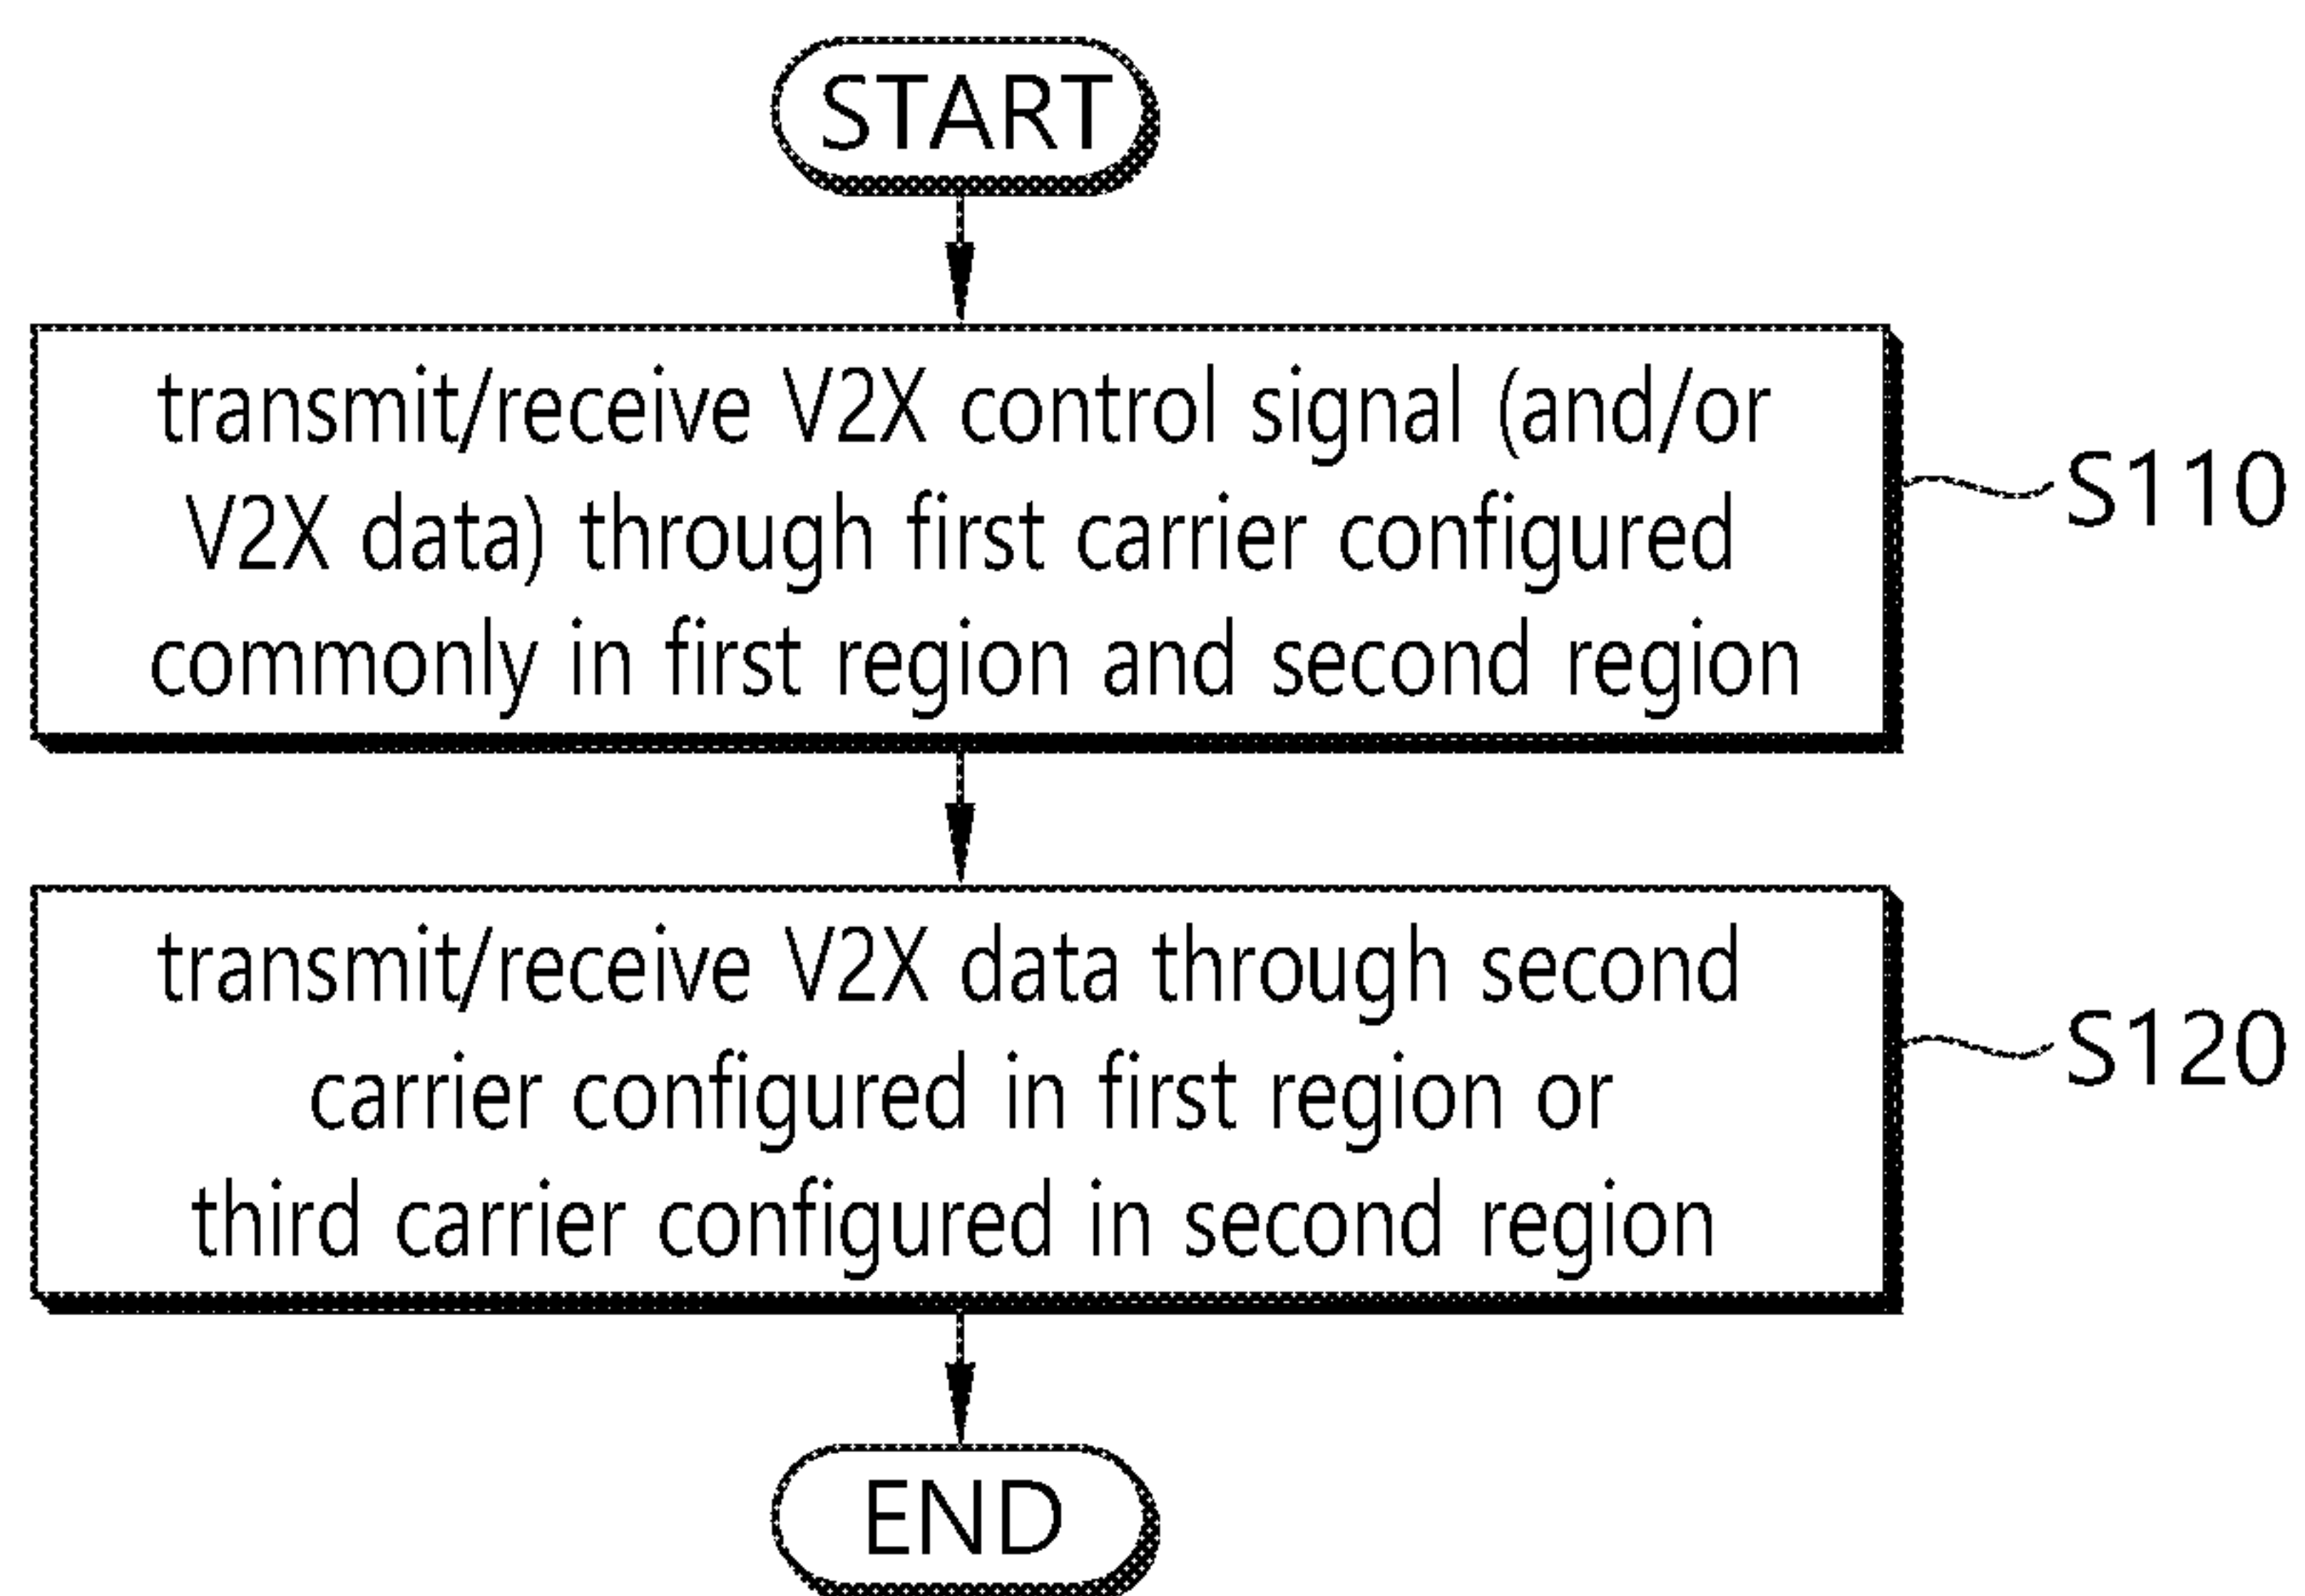 START
transmit/receive V2X control signal (and/or
V2X data) through first carrier configured
commonly in first region and second region
S110
transmit/receive V2X data through second
carrier configured in first region or
third carrier configured in second region
S120
END